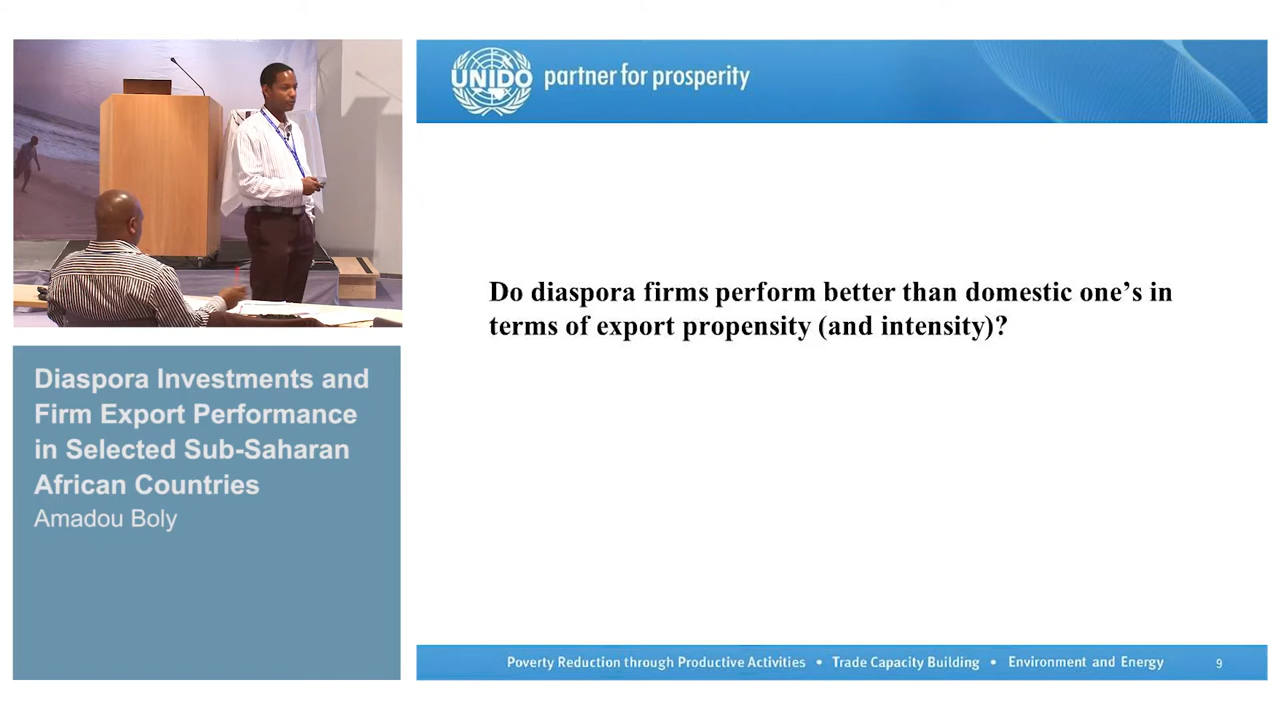 UNIDO partner for prosperity
Do diaspora firms perform better than domestic one's in
terms of export propensity (and intensity)?
Diaspora Investments and
Firm Export Performance
in Selected Sub-Saharan
African Countries
Amadou Boly
Poverty Reduction through Productive Activities • Trade Capacity Building • Environment and Energy 9